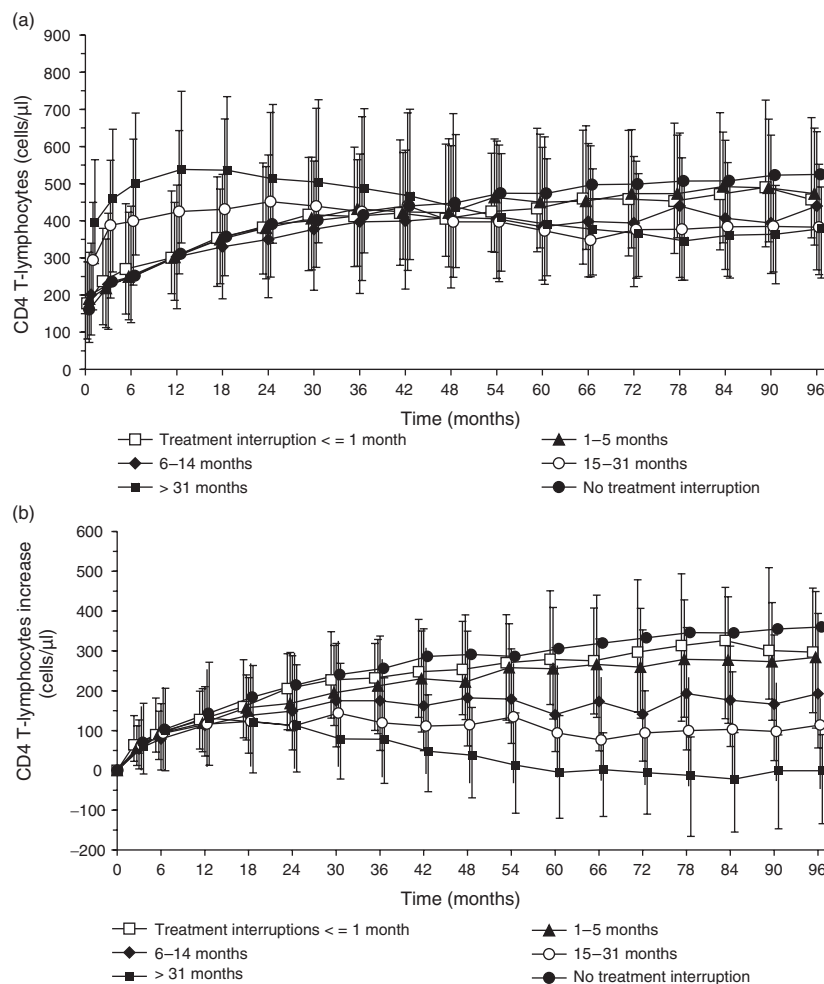 (a)
900
800
700
600
500
400
300
200
100
0
CD4 T-lymphocytes (cells/µl)
0 6 12 18 24 30 36 42 48 54 60 66 72 78 84 90 96
Time (months)
Treatment interruption < = 1 month
1–5 months
6–14 months
15–31 months
> 31 months
No treatment interruption
(b)
600
500
400
300
200
100
0
–100
–200
CD4 T-lymphocytes increase
(cells/µl)
0 6 12 18 24 30 36 42 48 54 60 66 72 78 84 90 96
Time (months)
Treatment interruptions < = 1 month
1–5 months
6–14 months
15–31 months
> 31 months
No treatment interruption